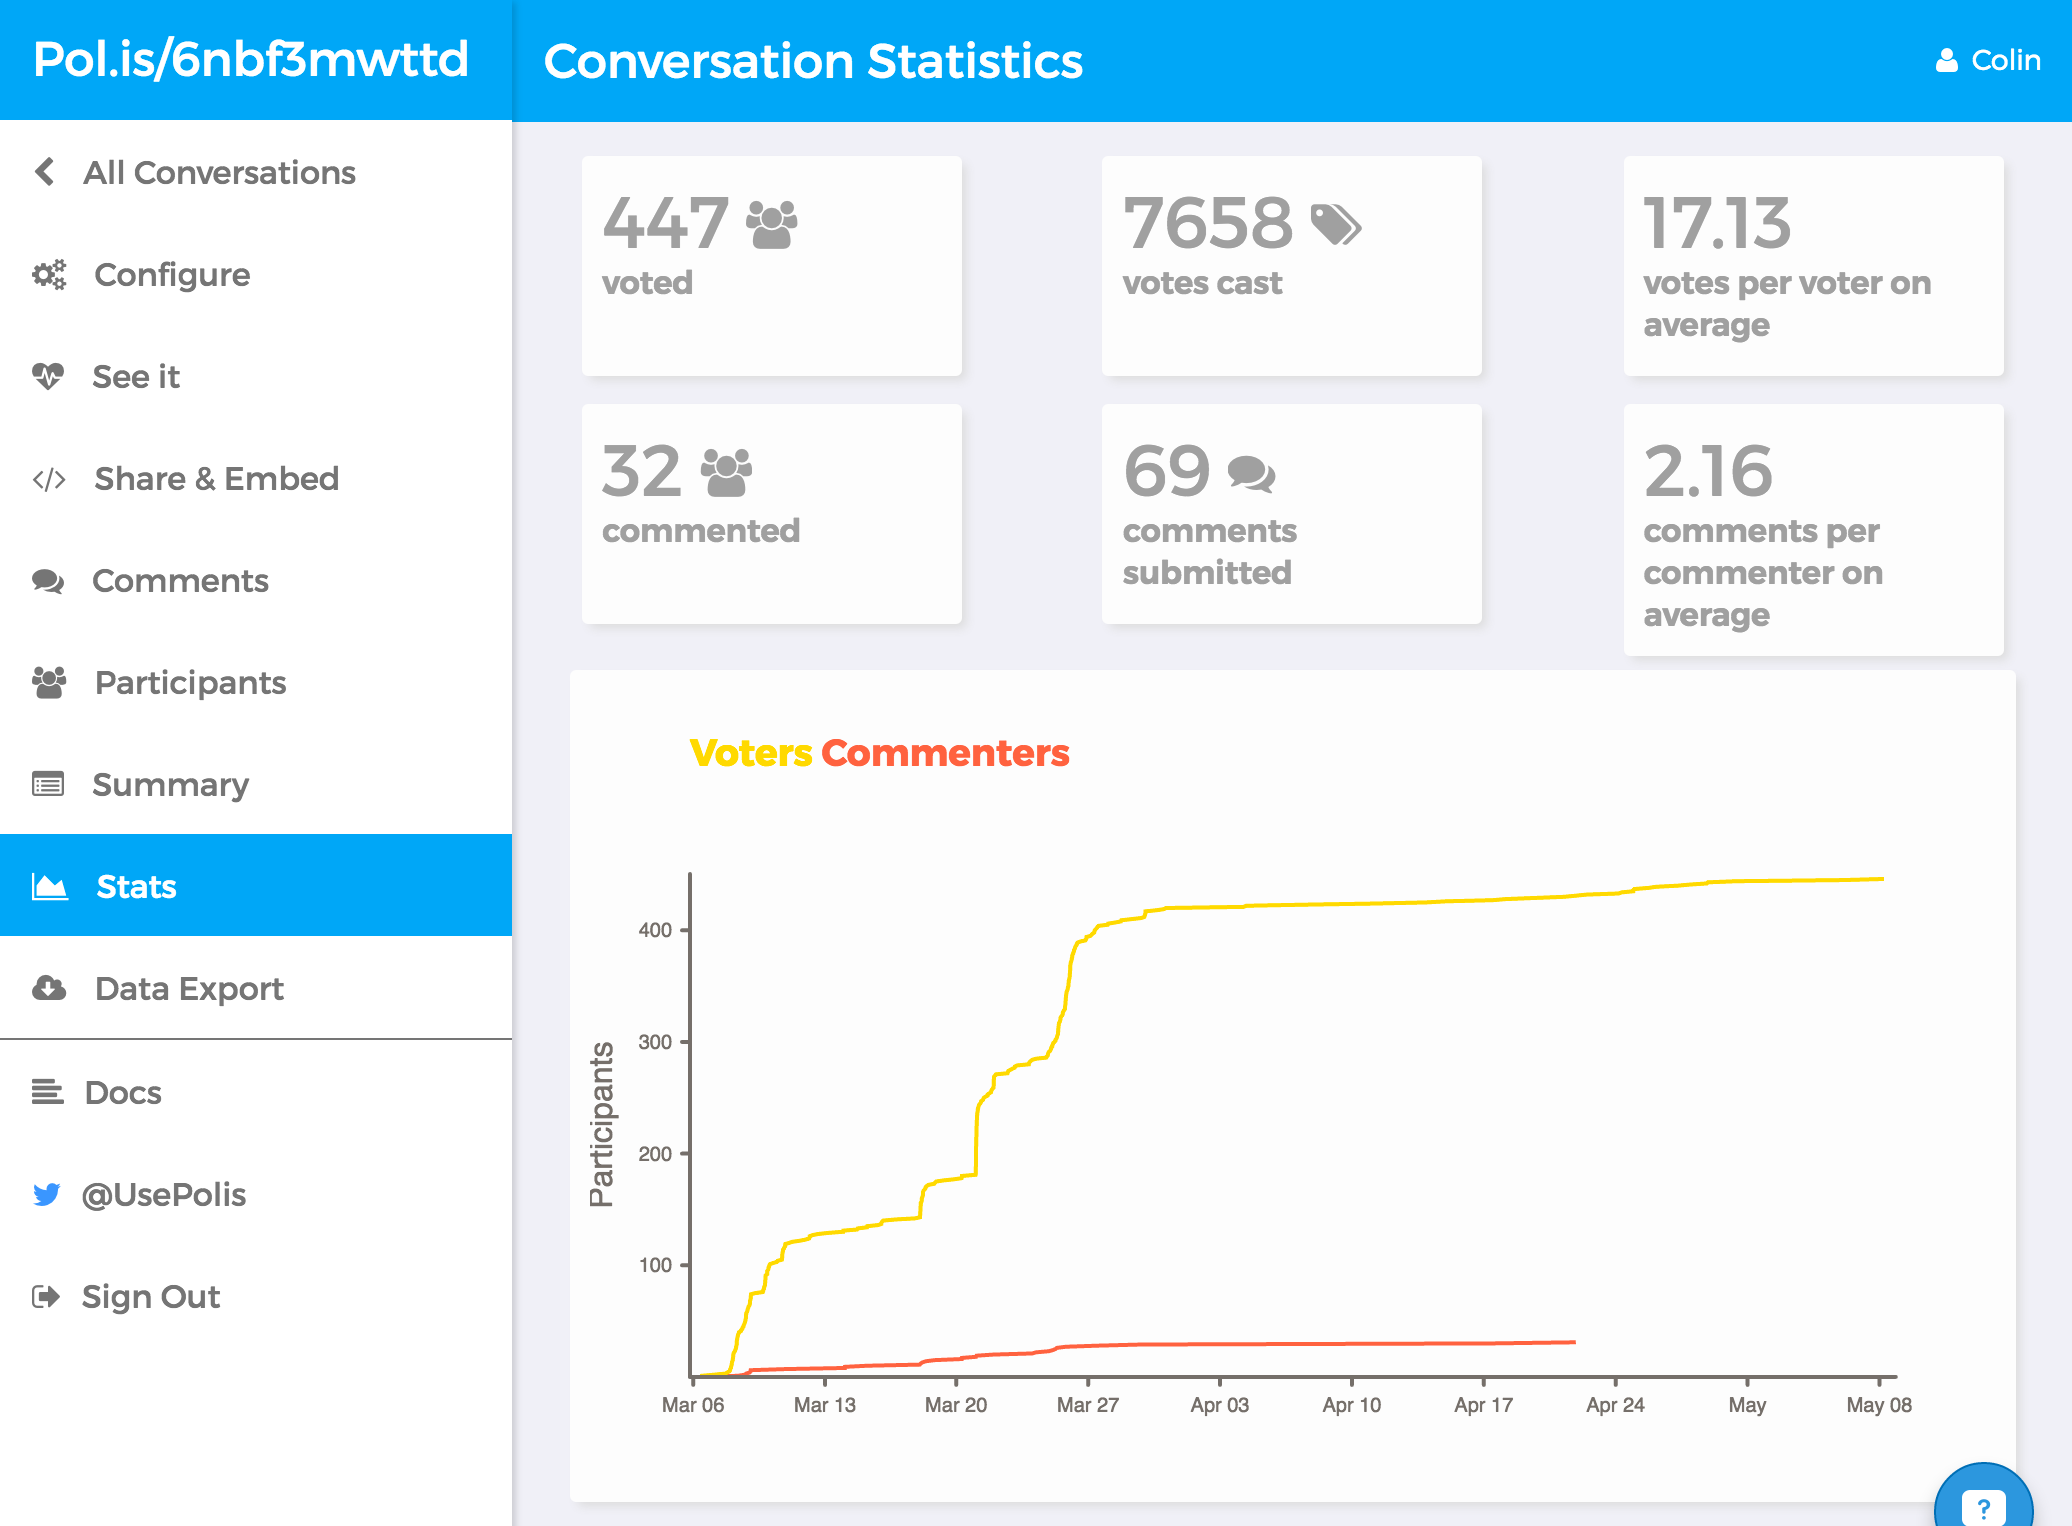 Pol.is/6nbf3mwttd
All Conversations
Configure
See it
Share & Embed
Comments
Participants
Summary
Stats
Data Export
Docs
@UsePolis
Sign Out
Conversation Statistics
Colin
447
voted
7658
votes cast
17.13
votes per voter on
average
32
commented
69
comments
submitted
2.16
comments per
commenter on
average
Voters Commenters
Participants
400
300
200
100
Mar 06 Mar 13 Mar 20 Mar 27 Apr 03 Apr 10 Apr 17 Apr 24 May May 08
?